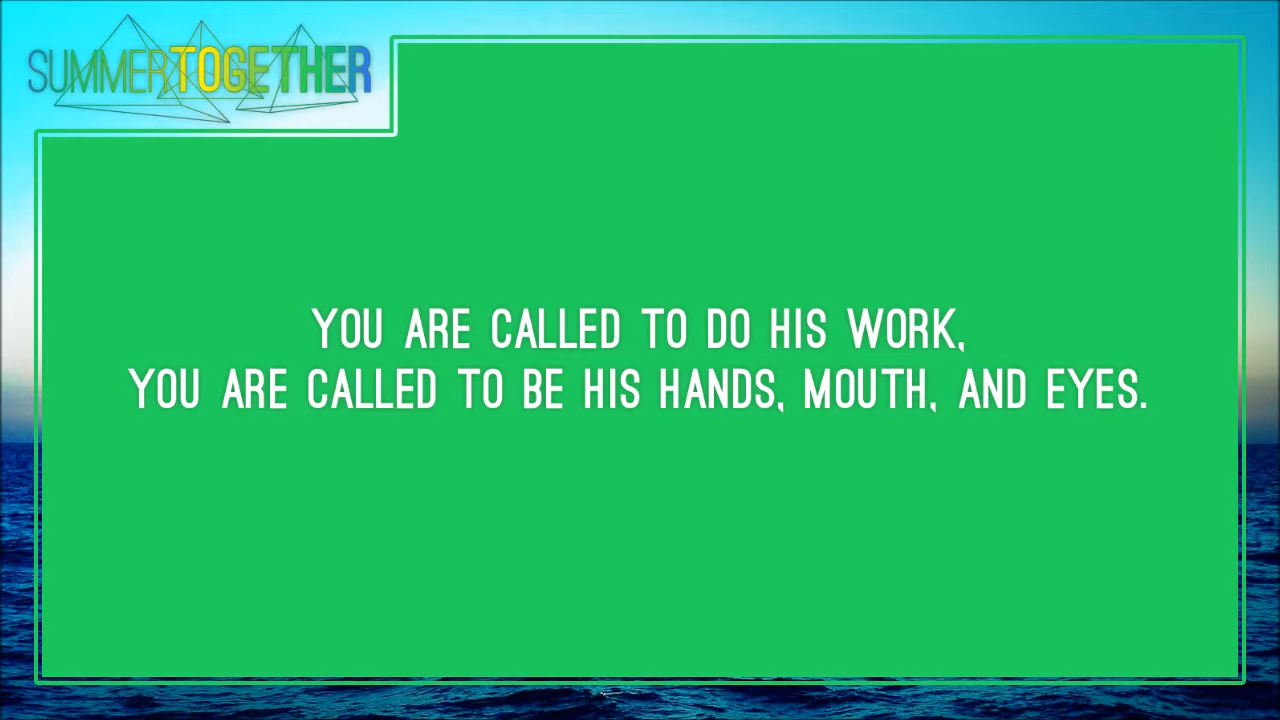 SUMMERTOGETHER
YOU ARE CALLED TO DO HIS WORK,
YOU ARE CALLED TO BE HIS HANDS, MOUTH, AND EYES.